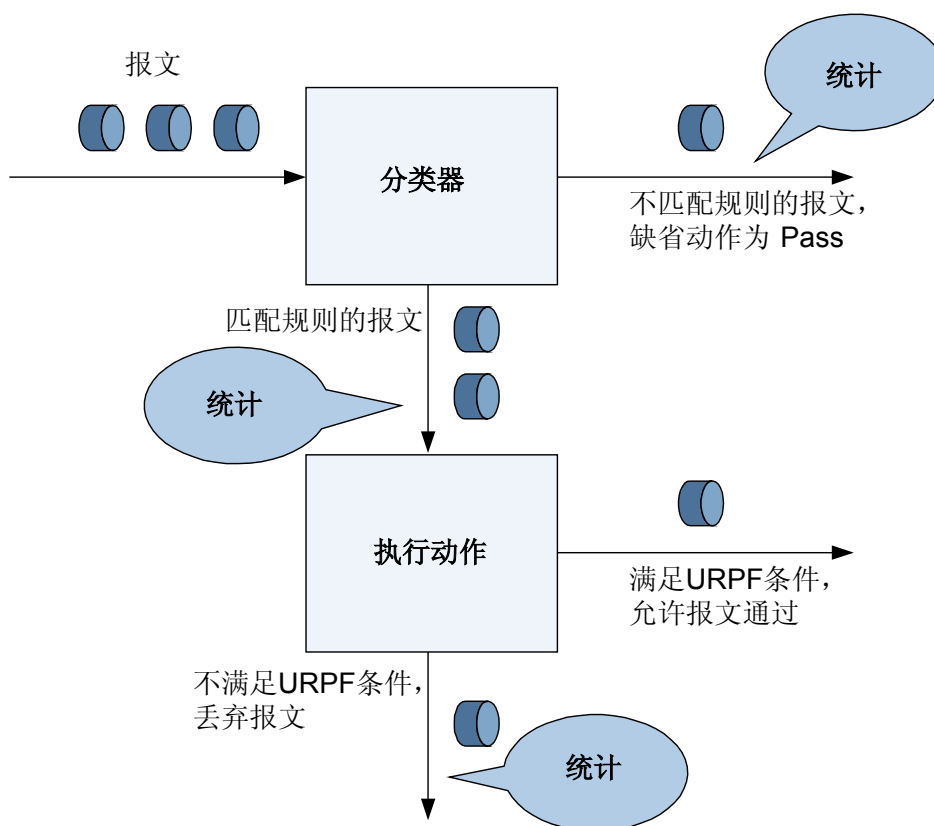 报文
统计
分类器
不匹配规则的报文，
缺省动作为 Pass
匹配规则的报文
统计
执行动作
满足URPF条件，
允许报文通过
不满足URPF条件，
丢弃报文
统计